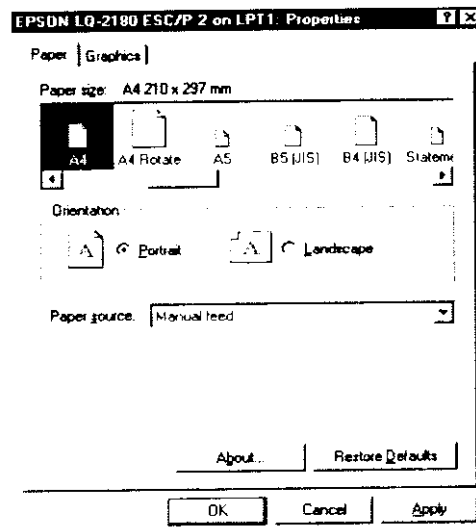 EPSON LQ-2180 ESC/P 2 on LPT1: Properties
Paper Graphics
Paper size: A4 210 x 297 mm
A4 A4 Rotate A5 B5 (JIS) B4 (JIS) Stateme
Orientation
A Portrait A Landscape
Paper source: Manual feed
About... Restore Defaults
OK Cancel Apply